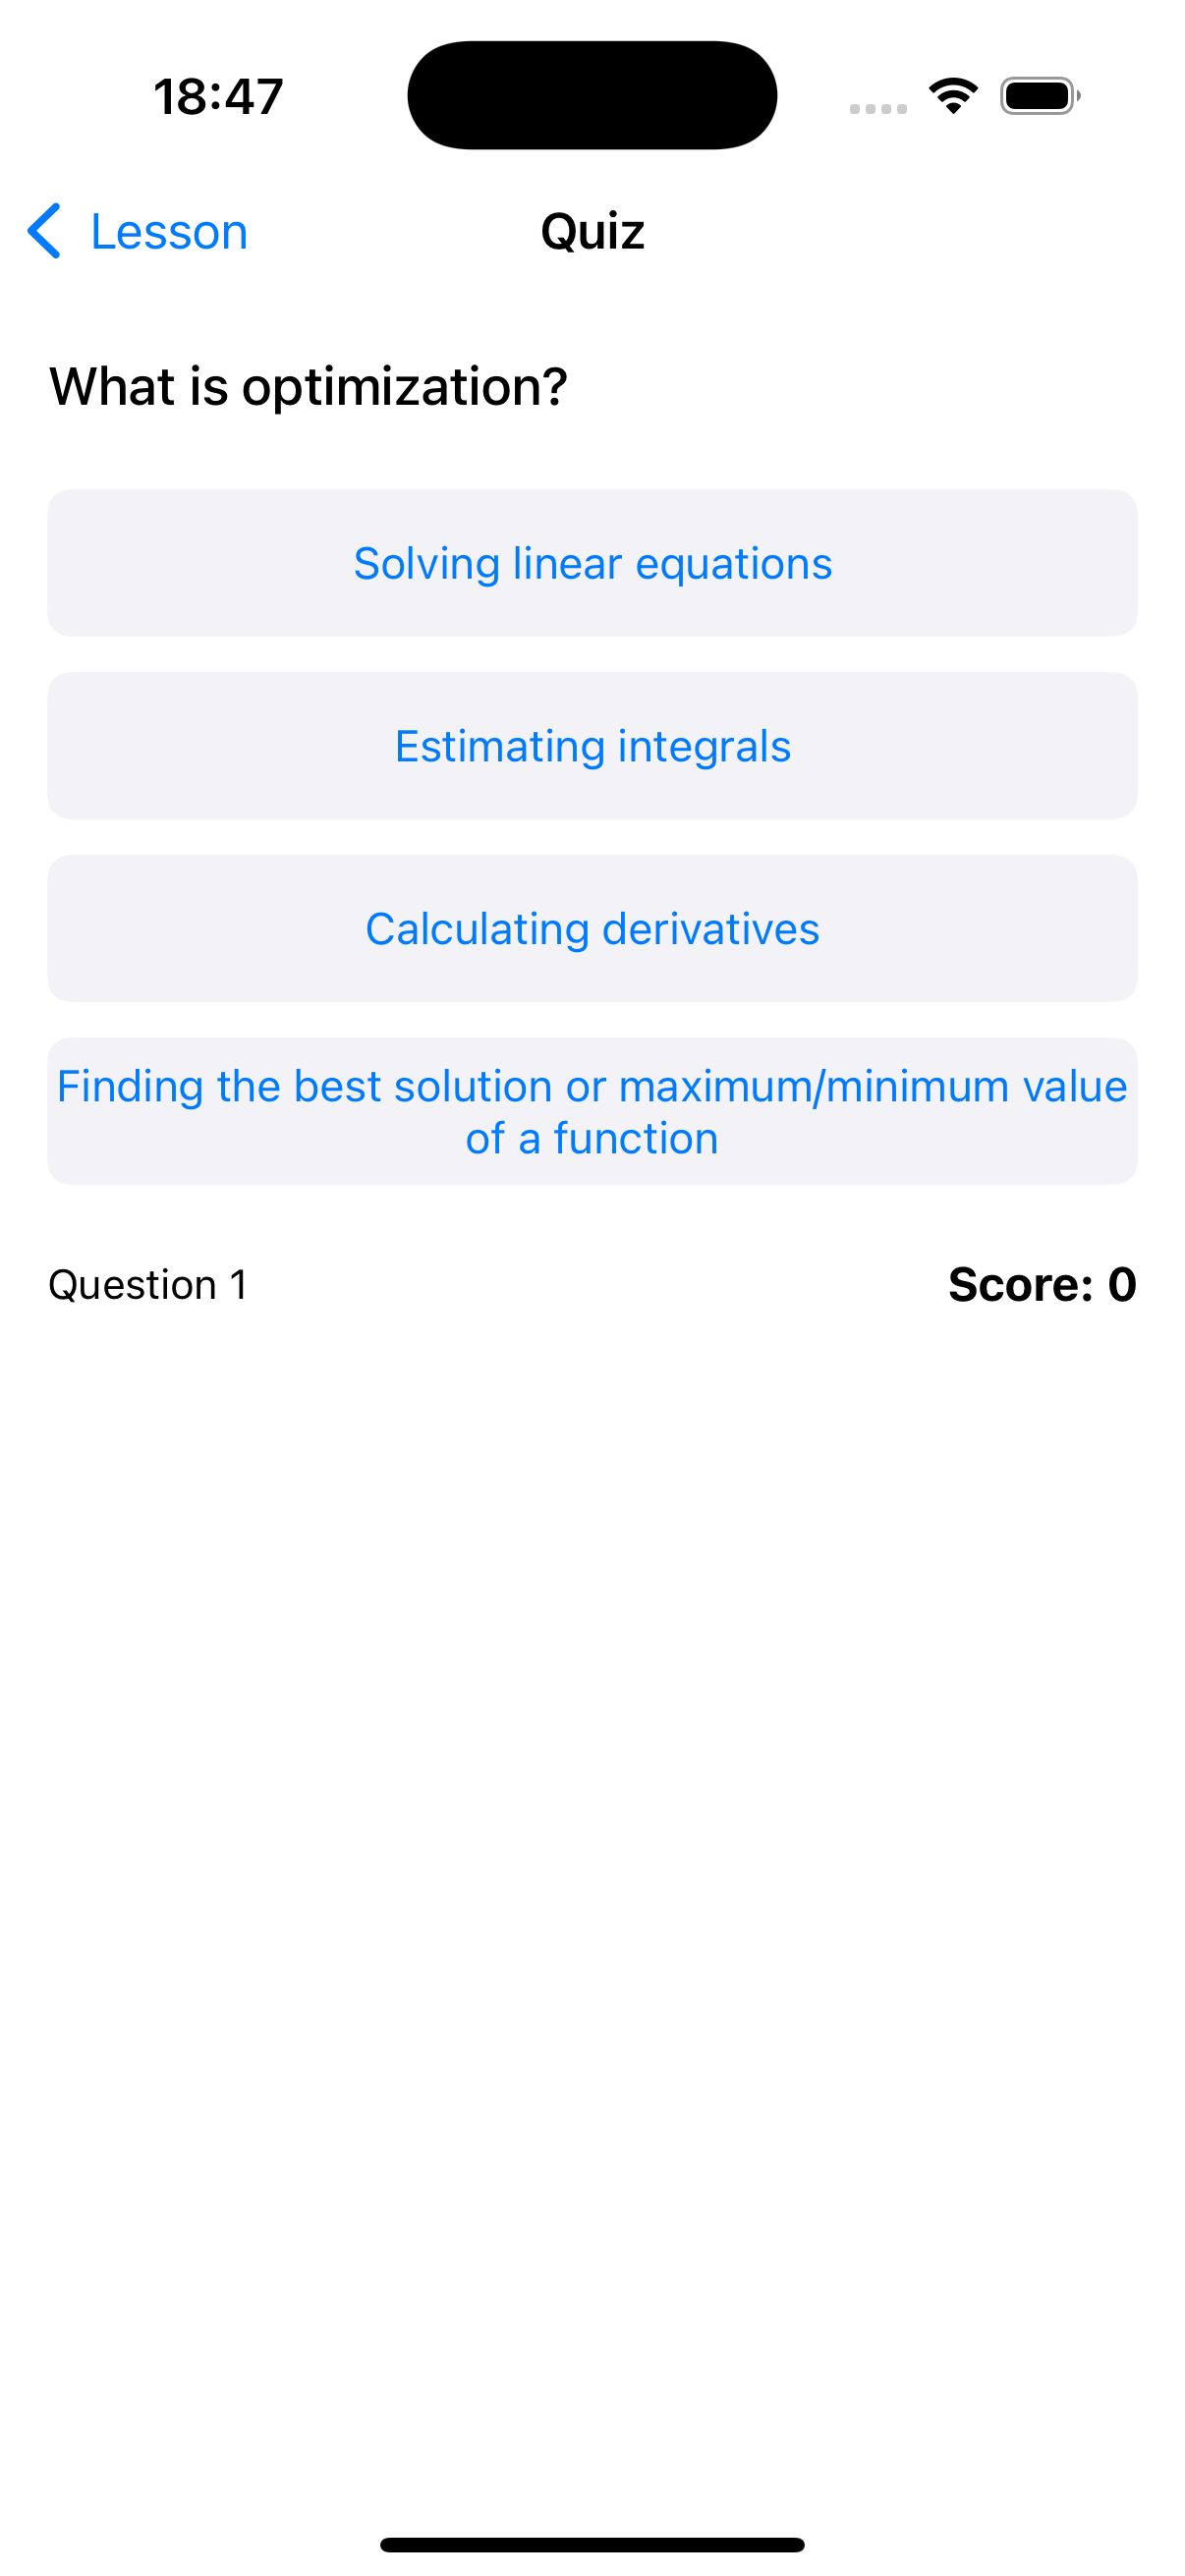 18:47
Lesson
Quiz
What is optimization?
Solving linear equations
Estimating integrals
Calculating derivatives
Finding the best solution or maximum/minimum value
of a function
Question 1
Score: 0